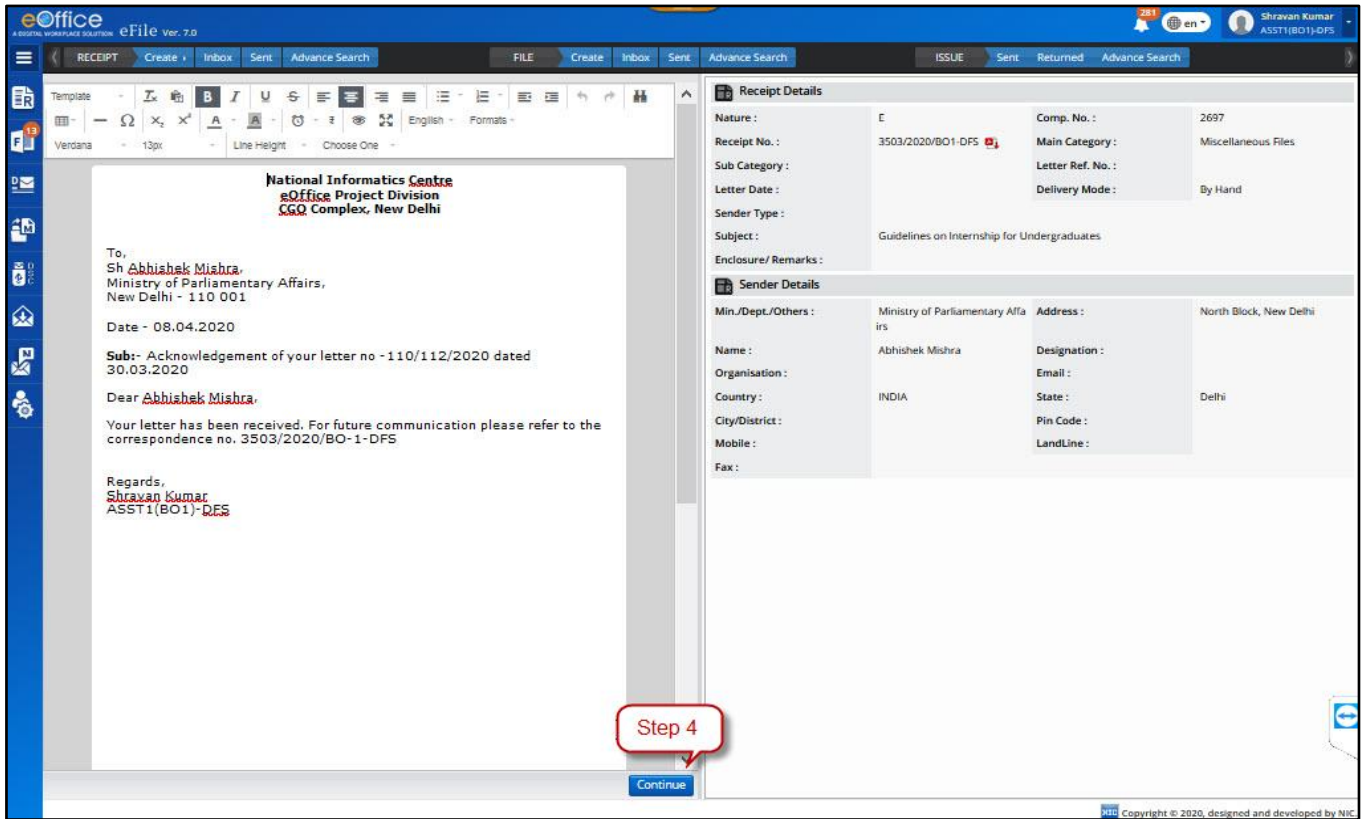 eOffice
A DIGITAL WORKPLACE SOLUTION eFile Ver. 7.0
281 en Shravan Kumar
ASST1(BO1)-DFS
RECEIPT Create Inbox Sent Advance Search FILE Create Inbox Sent Advance Search ISSUE Sent Returned Advance Search
13
DSC
Template B I U S
Ω X₂ X² A A ₹ English Formats
Verdana 13px Line Height Choose One
National Informatics Centre
eOffice Project Division
CGO Complex, New Delhi
To,
Sh Abhishek Mishra,
Ministry of Parliamentary Affairs,
New Delhi - 110 001
Date - 08.04.2020
Sub:- Acknowledgement of your letter no -110/112/2020 dated
30.03.2020
Dear Abhishek Mishra,
Your letter has been received. For future communication please refer to the
correspondence no. 3503/2020/BO-1-DFS
Regards,
Shravan Kumar
ASST1(BO1)-DFS
Step 4
Continue
Receipt Details
Nature : E Comp. No. : 2697
Receipt No. : 3503/2020/BO1-DFS Main Category : Miscellaneous Files
Sub Category : Letter Ref. No. :
Letter Date : Delivery Mode : By Hand
Sender Type :
Subject : Guidelines on Internship for Undergraduates
Enclosure/ Remarks :
Sender Details
Min./Dept./Others : Ministry of Parliamentary Affa Address : North Block, New Delhi
irs
Name : Abhishek Mishra Designation :
Organisation : Email :
Country : INDIA State : Delhi
City/District : Pin Code :
Mobile : LandLine :
Fax :
NIC Copyright © 2020, designed and developed by NIC.